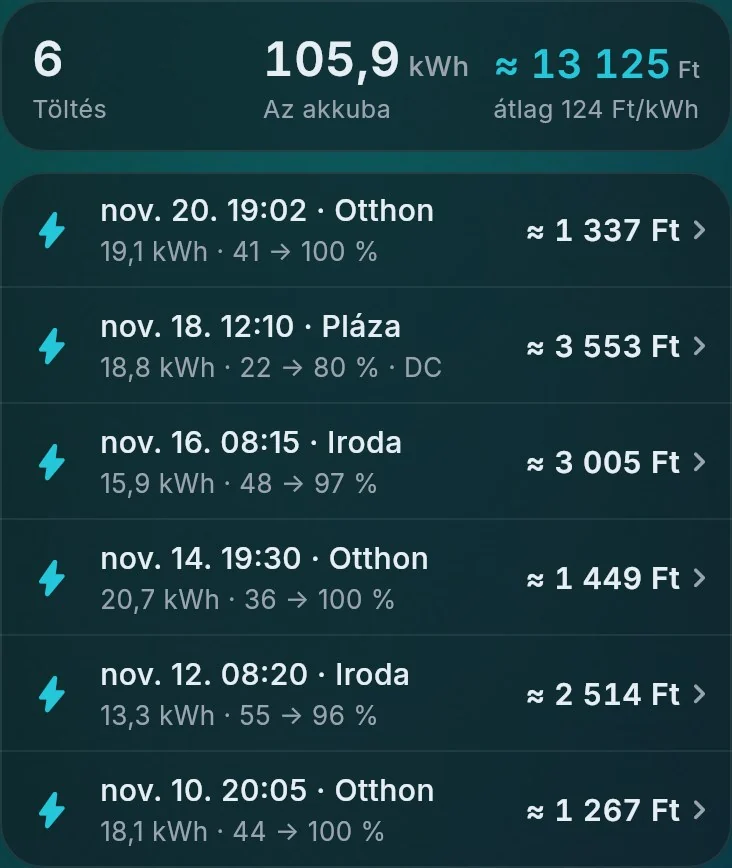 6
Töltés
105,9 kWh
Az akkuba
≈ 13 125 Ft
átlag 124 Ft/kWh
nov. 20. 19:02 · Otthon
19,1 kWh · 41 → 100 %
≈ 1 337 Ft
nov. 18. 12:10 · Pláza
18,8 kWh · 22 → 80 % · DC
≈ 3 553 Ft
nov. 16. 08:15 · Iroda
15,9 kWh · 48 → 97 %
≈ 3 005 Ft
nov. 14. 19:30 · Otthon
20,7 kWh · 36 → 100 %
≈ 1 449 Ft
nov. 12. 08:20 · Iroda
13,3 kWh · 55 → 96 %
≈ 2 514 Ft
nov. 10. 20:05 · Otthon
18,1 kWh · 44 → 100 %
≈ 1 267 Ft